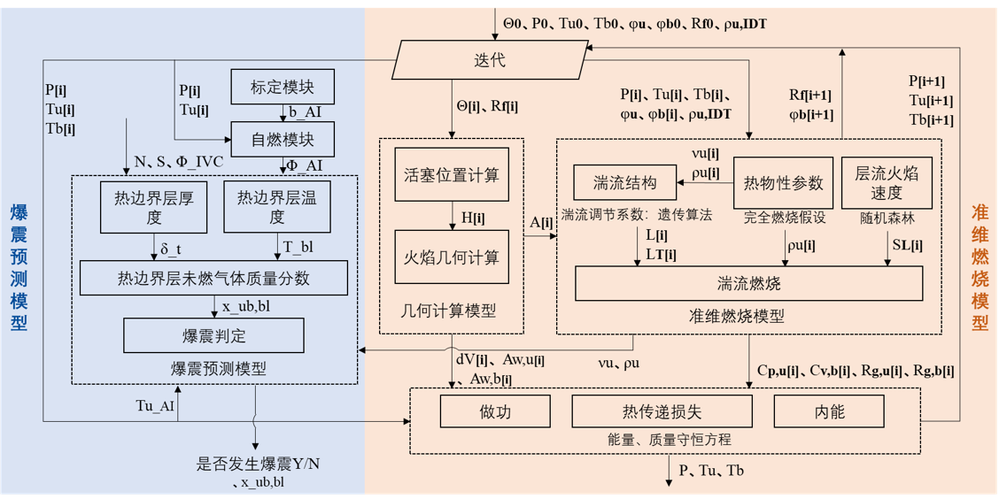 Θ0、P0、Tu0、Tb0、φu、φb0、Rf0、ρu,IDT
迭代
P[i]
Tu[i]
Tb[i]
P[i]
Tu[i]
标定模块
b_AI
自燃模块
Φ_AI
N、S、Φ_IVC
热边界层厚
度
热边界层温
度
δ_t
T_bl
热边界层未燃气体质量分数
x_ub,bl
爆震判定
爆震预测模型
Tu_AI
是否发生爆震Y/N
、x_ub,bl
爆震预测模型
Θ[i]、Rf[i]
活塞位置计算
H[i]
火焰几何计算
几何计算模型
A[i]
dV[i]、Aw,u[i]
、Aw,b[i]
P[i]、Tu[i]、Tb[i]、
φu、φb[i]、ρu,IDT
Rf[i+1]
φb[i+1]
P[i+1]
Tu[i+1]
Tb[i+1]
湍流结构
νu[i]
ρu[i]
热物性参数
层流火焰
速度
湍流调节系数：遗传算法
完全燃烧假设
随机森林
L[i]
LT[i]
ρu[i]
SL[i]
湍流燃烧
准维燃烧模型
νu、ρu
Cp,u[i]、Cv,b[i]、Rg,u[i]、Rg,b[i]
做功
热传递损失
内能
能量、质量守恒方程
P、Tu、Tb
准维燃烧模型